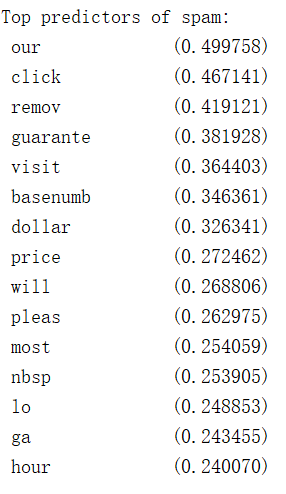 Top predictors of spam:
our (0.499758)
click (0.467141)
remov (0.419121)
guarante (0.381928)
visit (0.364403)
basenumb (0.346361)
dollar (0.326341)
price (0.272462)
will (0.268806)
pleas (0.262975)
most (0.254059)
nbsp (0.253905)
lo (0.248853)
ga (0.243455)
hour (0.240070)